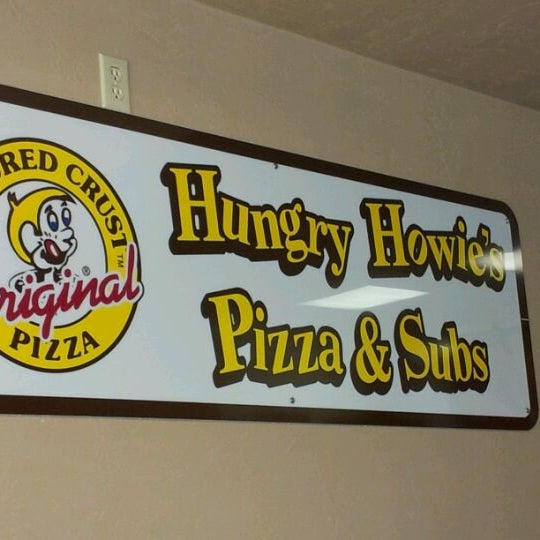 RED CRUST™
riginal®
PIZZA
Hungry Howie's
Pizza & Subs